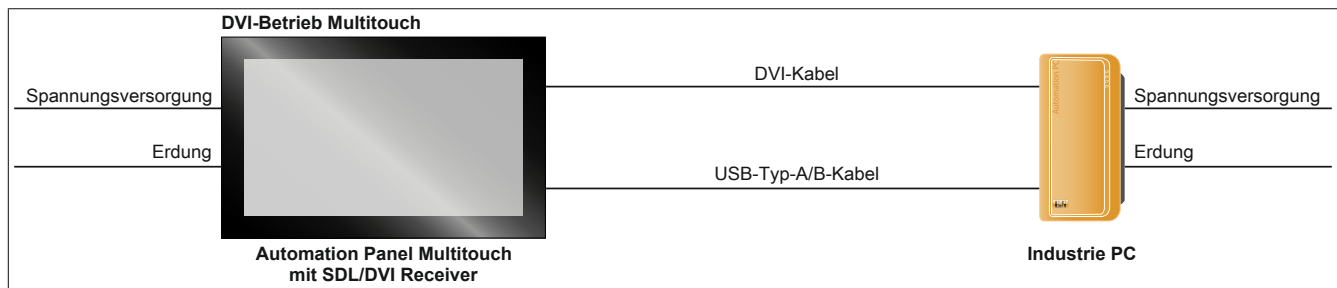 DVI-Betrieb Multitouch
Spannungsversorgung
Erdung
DVI-Kabel
USB-Typ-A/B-Kabel
Automation PC
Spannungsversorgung
Erdung
Automation Panel Multitouch
mit SDL/DVI Receiver
Industrie PC